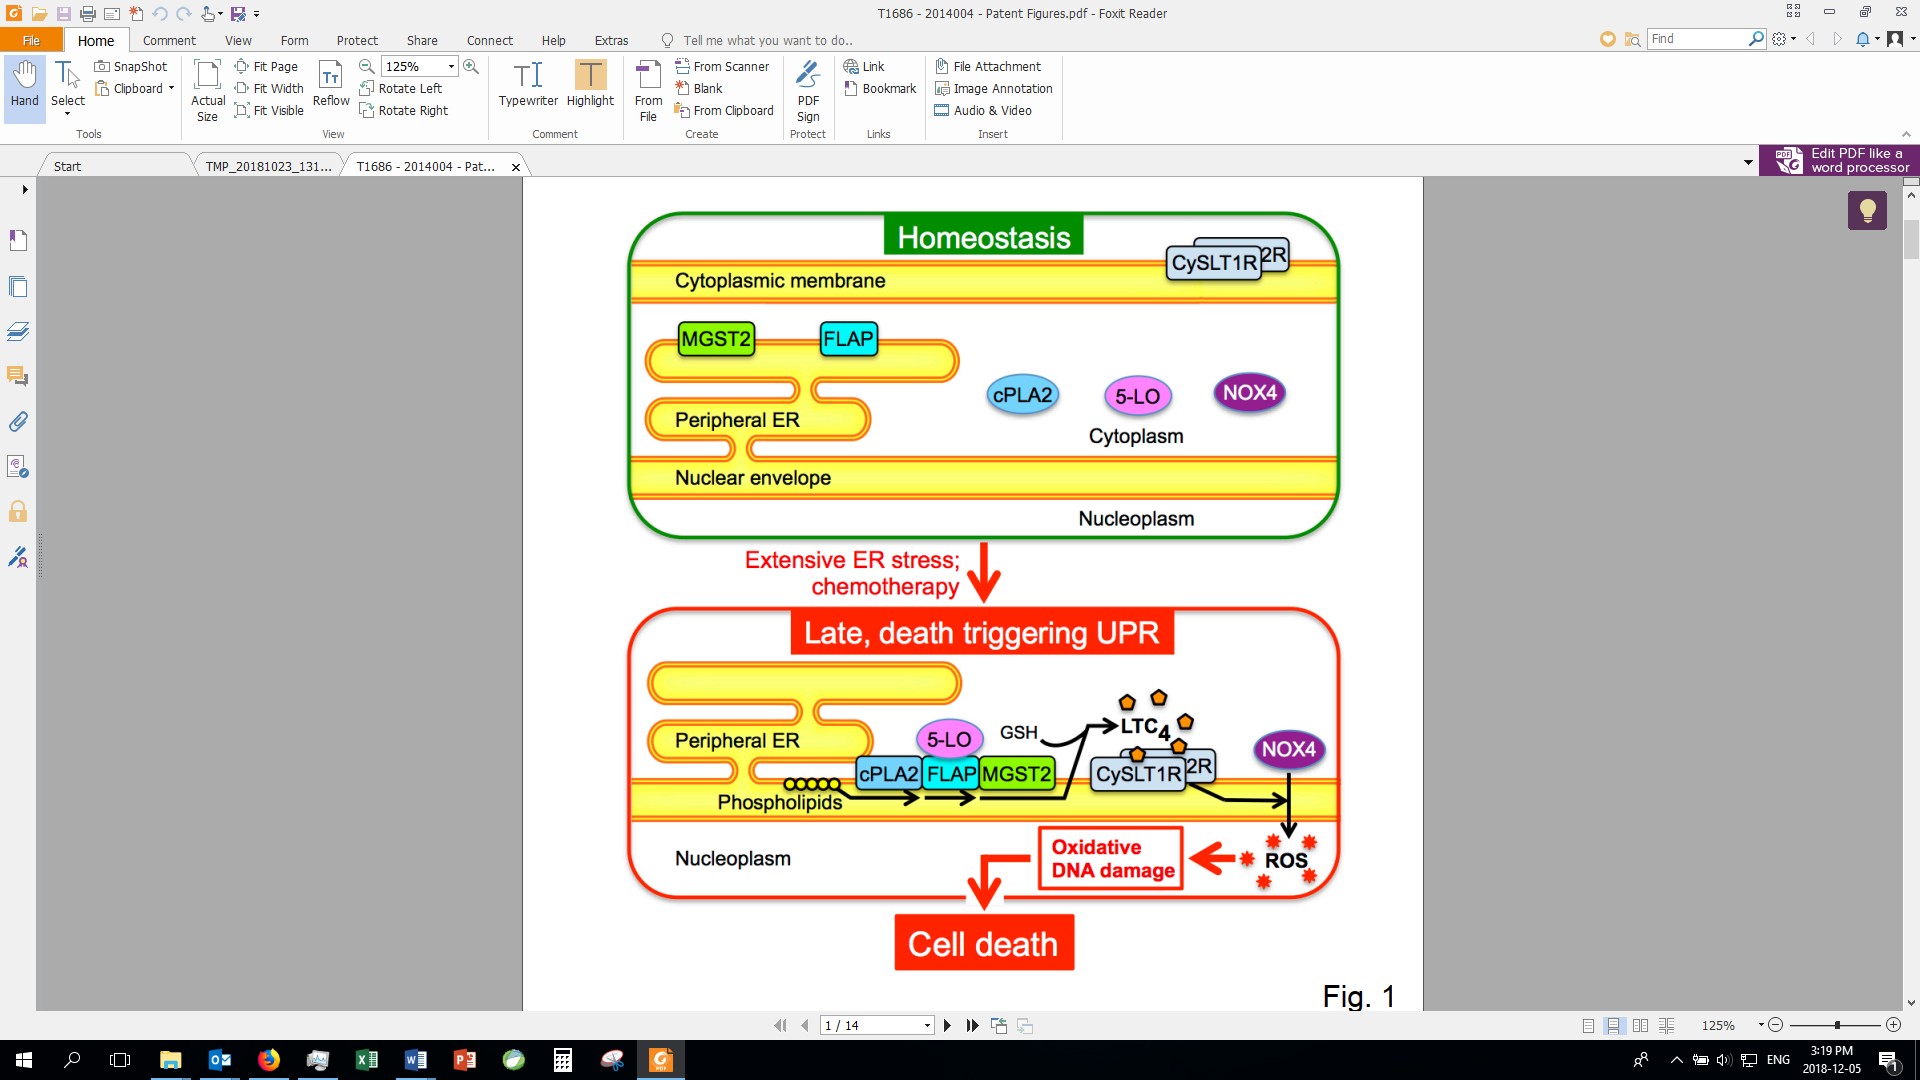 T1686 - 2014004 - Patent Figures.pdf - Foxit Reader
File Home Comment View Form Protect Share Connect Help Extras Tell me what you want to do.. Find
Hand
Select
SnapShot
Clipboard
Tools
Actual Size
Fit Page
Fit Width
Fit Visible
Reflow
125%
Rotate Left
Rotate Right
View
Typewriter
Highlight
Comment
From File
From Scanner
Blank
From Clipboard
Create
PDF Sign
Protect
Link
Bookmark
Links
File Attachment
Image Annotation
Audio & Video
Insert
Start
TMP_20181023_131...
T1686 - 2014004 - Pat...
Edit PDF like a
word processor
Homeostasis
CySLT1R 2R
Cytoplasmic membrane
MGST2 FLAP
cPLA2 5-LO NOX4
Peripheral ER
Cytoplasm
Nuclear envelope
Nucleoplasm
Extensive ER stress;
chemotherapy
Late, death triggering UPR
LTC4
GSH
5-LO
Peripheral ER
NOX4
cPLA2 FLAP MGST2
CySLT1R 2R
Phospholipids
Oxidative
DNA damage
ROS
Nucleoplasm
Cell death
Fig. 1
1 / 14
125%
ENG
3:19 PM
2018-12-05
1